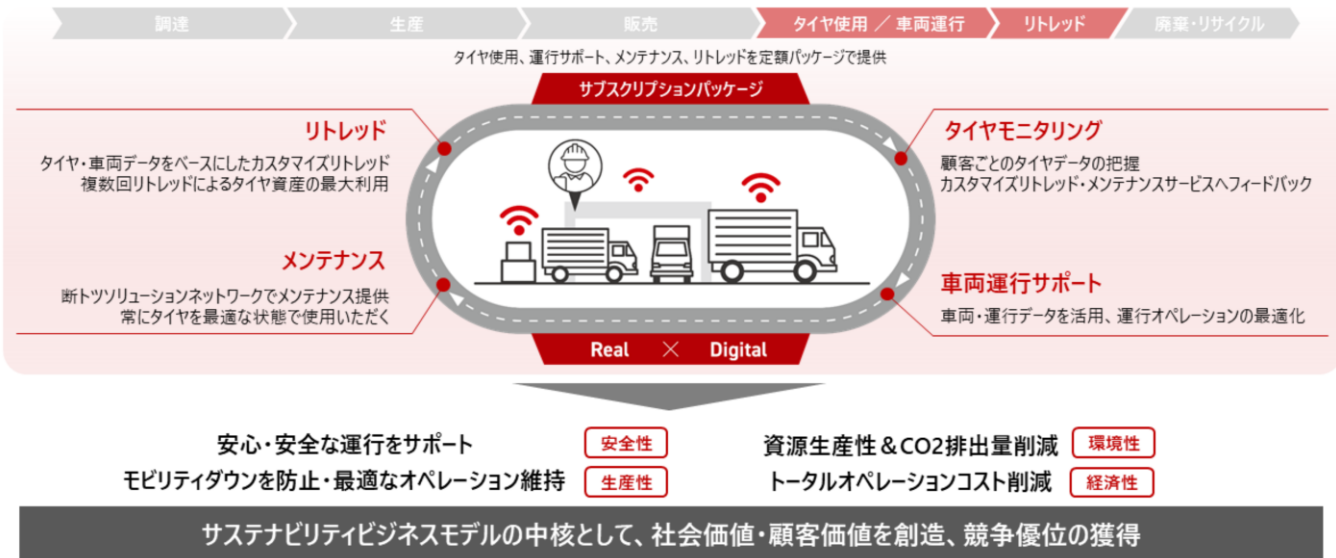 調達
生産
販売
タイヤ使用 ／ 車両運行
リトレッド
廃棄・リサイクル
タイヤ使用、運行サポート、メンテナンス、リトレッドを定額パッケージで提供
サブスクリプションパッケージ
リトレッド
タイヤ・車両データをベースにしたカスタマイズリトレッド
複数回リトレッドによるタイヤ資産の最大利用
タイヤモニタリング
顧客ごとのタイヤデータの把握
カスタマイズリトレッド・メンテナンスサービスへフィードバック
メンテナンス
断トツソリューションネットワークでメンテナンス提供
常にタイヤを最適な状態で使用いただく
車両運行サポート
車両・運行データを活用、運行オペレーションの最適化
Real × Digital
安心・安全な運行をサポート 安全性
モビリティダウンを防止・最適なオペレーション維持 生産性
資源生産性＆CO2排出量削減 環境性
トータルオペレーションコスト削減 経済性
サステナビリティビジネスモデルの中核として、社会価値・顧客価値を創造、競争優位の獲得